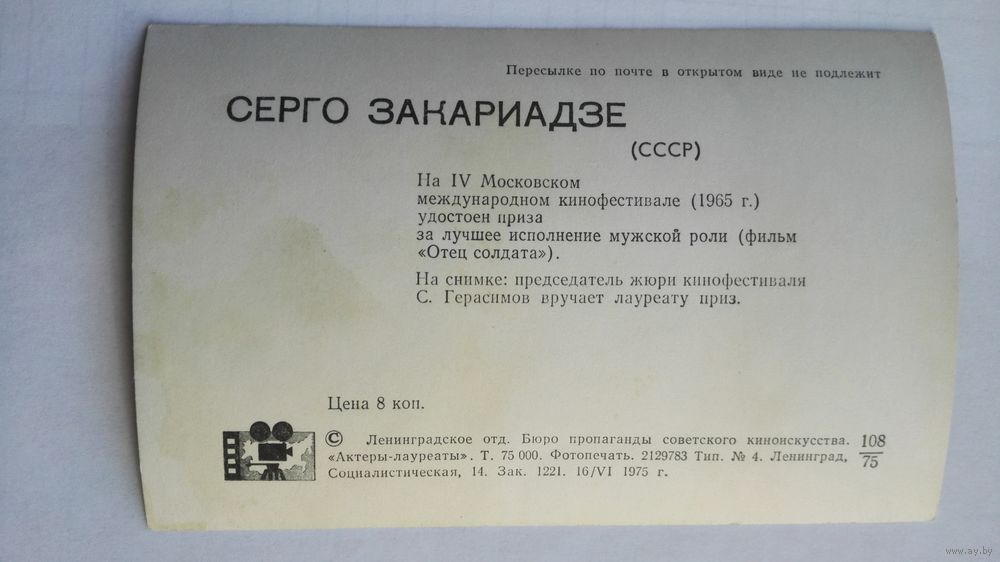 Пересылке по почте в открытом виде не подлежит
СЕРГО ЗАКАРИАДЗЕ
(СССР)
На IV Московском
международном кинофестивале (1965 г.)
удостоен приза
за лучшее исполнение мужской роли (фильм
«Отец солдата»).
На снимке: председатель жюри кинофестиваля
С. Герасимов вручает лауреату приз.
Цена 8 коп.
© Ленинградское отд. Бюро пропаганды советского киноискусства.
«Актеры-лауреаты». Т. 75 000. Фотопечать. 2129783 Тип. № 4. Ленинград,
Социалистическая, 14. Зак. 1221. 16/VI 1975 г.
108
75
www.ay.by